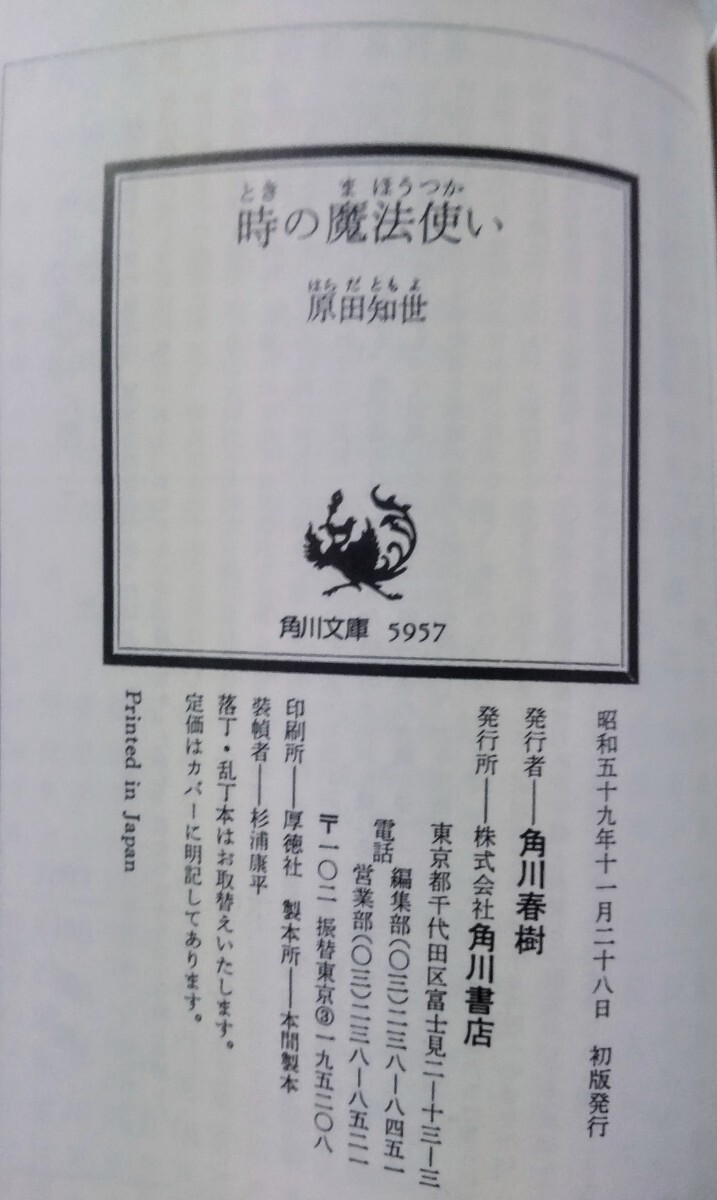 とき まほうつか
時の魔法使い
はらだともよ
原田知世
角川文庫 5957
昭和五十九年十一月二十八日 初版発行
発行者――角川春樹
発行所――株式会社角川書店
東京都千代田区富士見二―十三―三
電話 編集部(〇三)二三八―八四五一
営業部(〇三)二三八―八五二一
〒一〇二 振替東京③一九五二〇八
印刷所――厚徳社 製本所――本間製本
装幀者――杉浦康平
落丁・乱丁本はお取替えいたします。
定価はカバーに明記してあります。
Printed in Japan